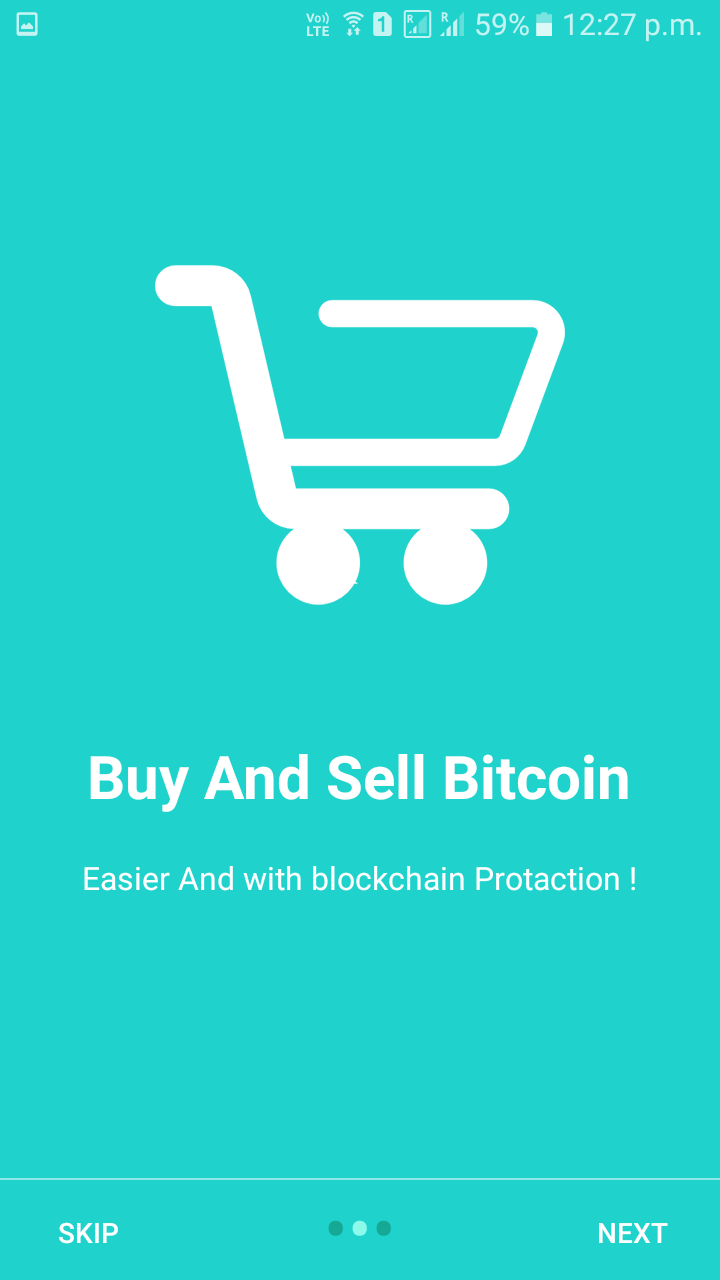 Vo) LTE 1 R R 59% 12:27 p.m.
Buy And Sell Bitcoin
Easier And with blockchain Protaction !
SKIP NEXT